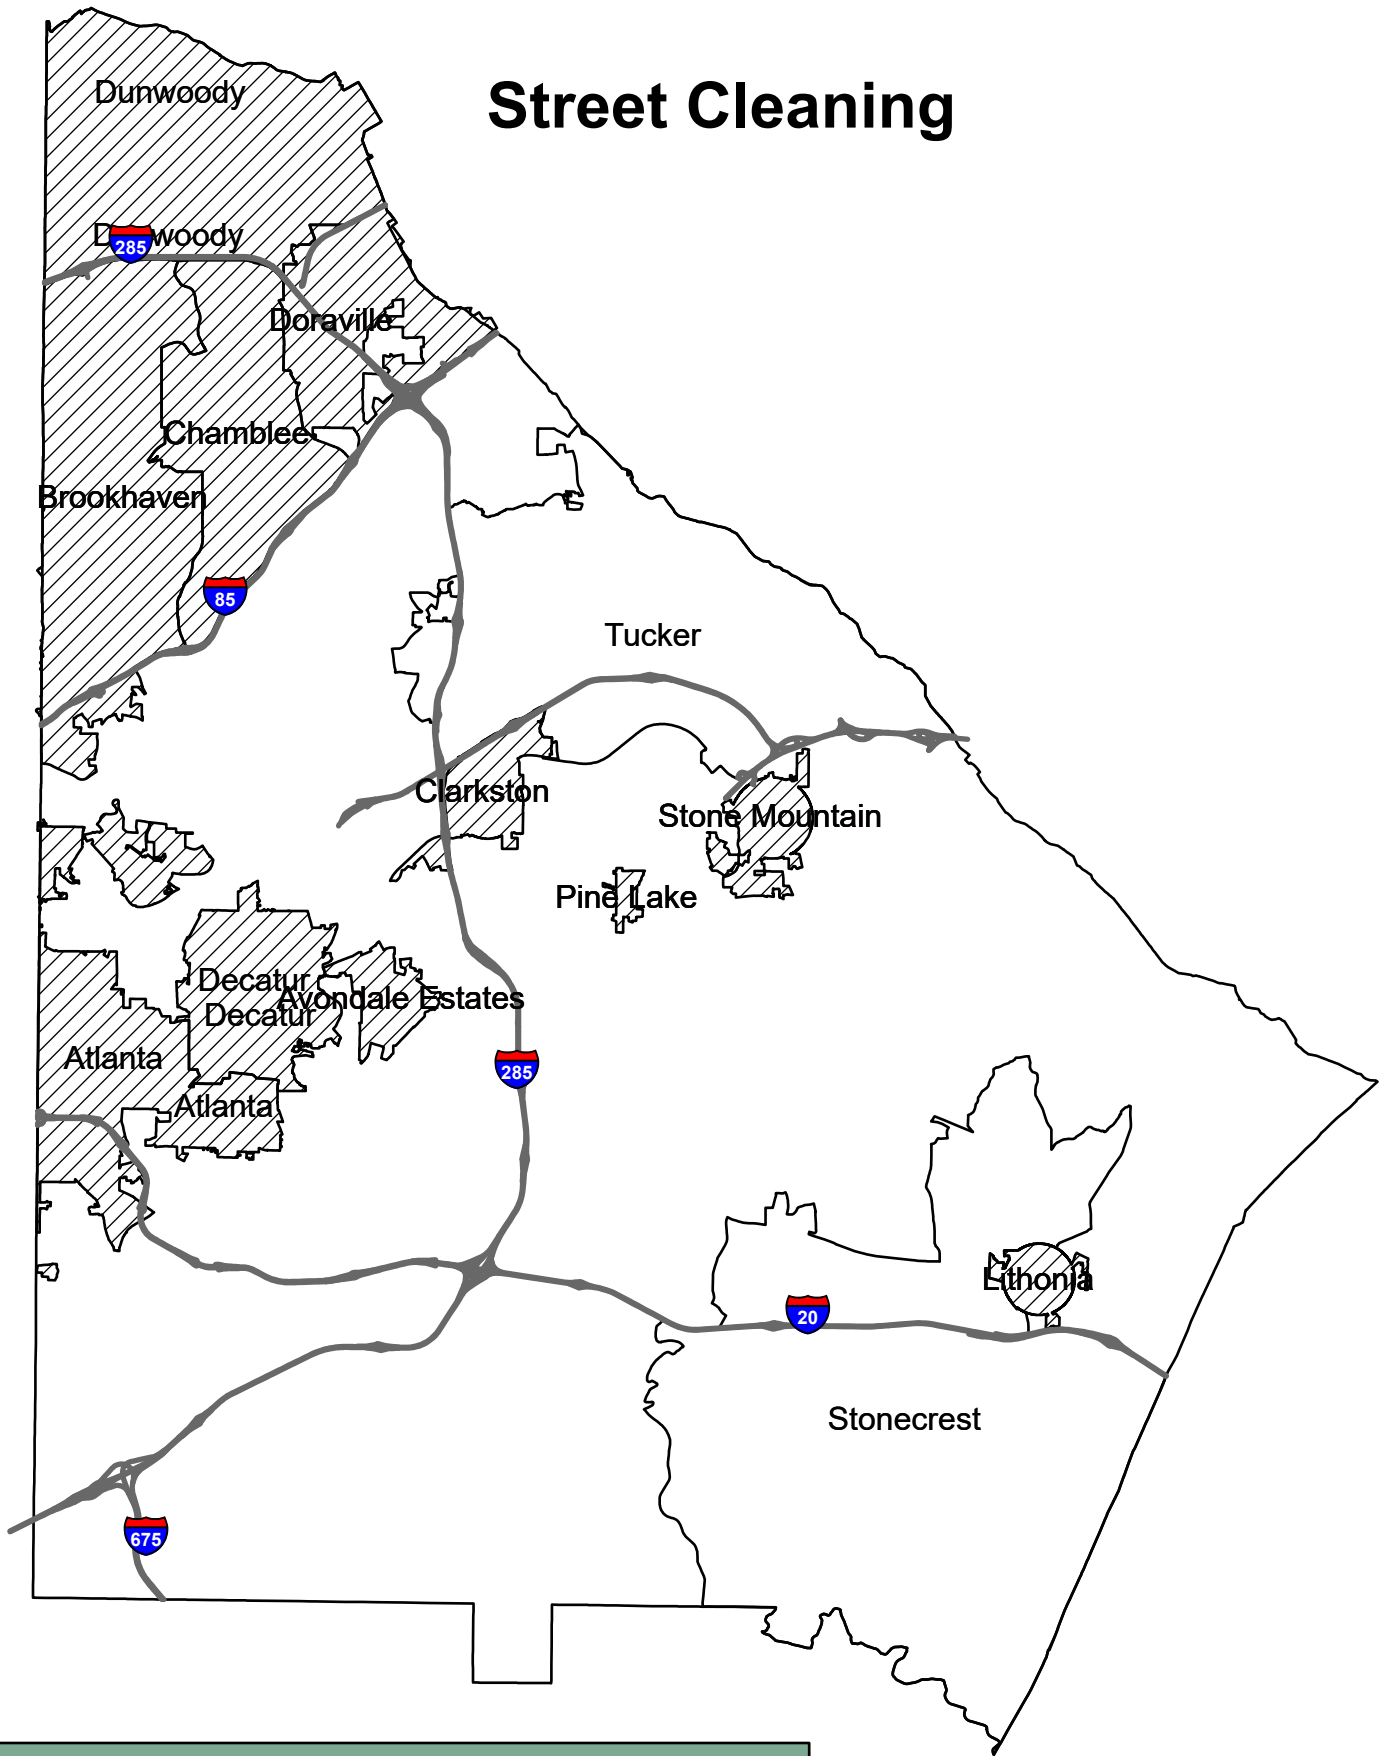 Street Cleaning
Dunwoody
Dunwoody
285
Doraville
Chamblee
Brookhaven
85
Tucker
Clarkston
Stone Mountain
Pine Lake
Decatur
Avondale Estates
Decatur
Atlanta
285
Atlanta
Lithonia
20
Stonecrest
675